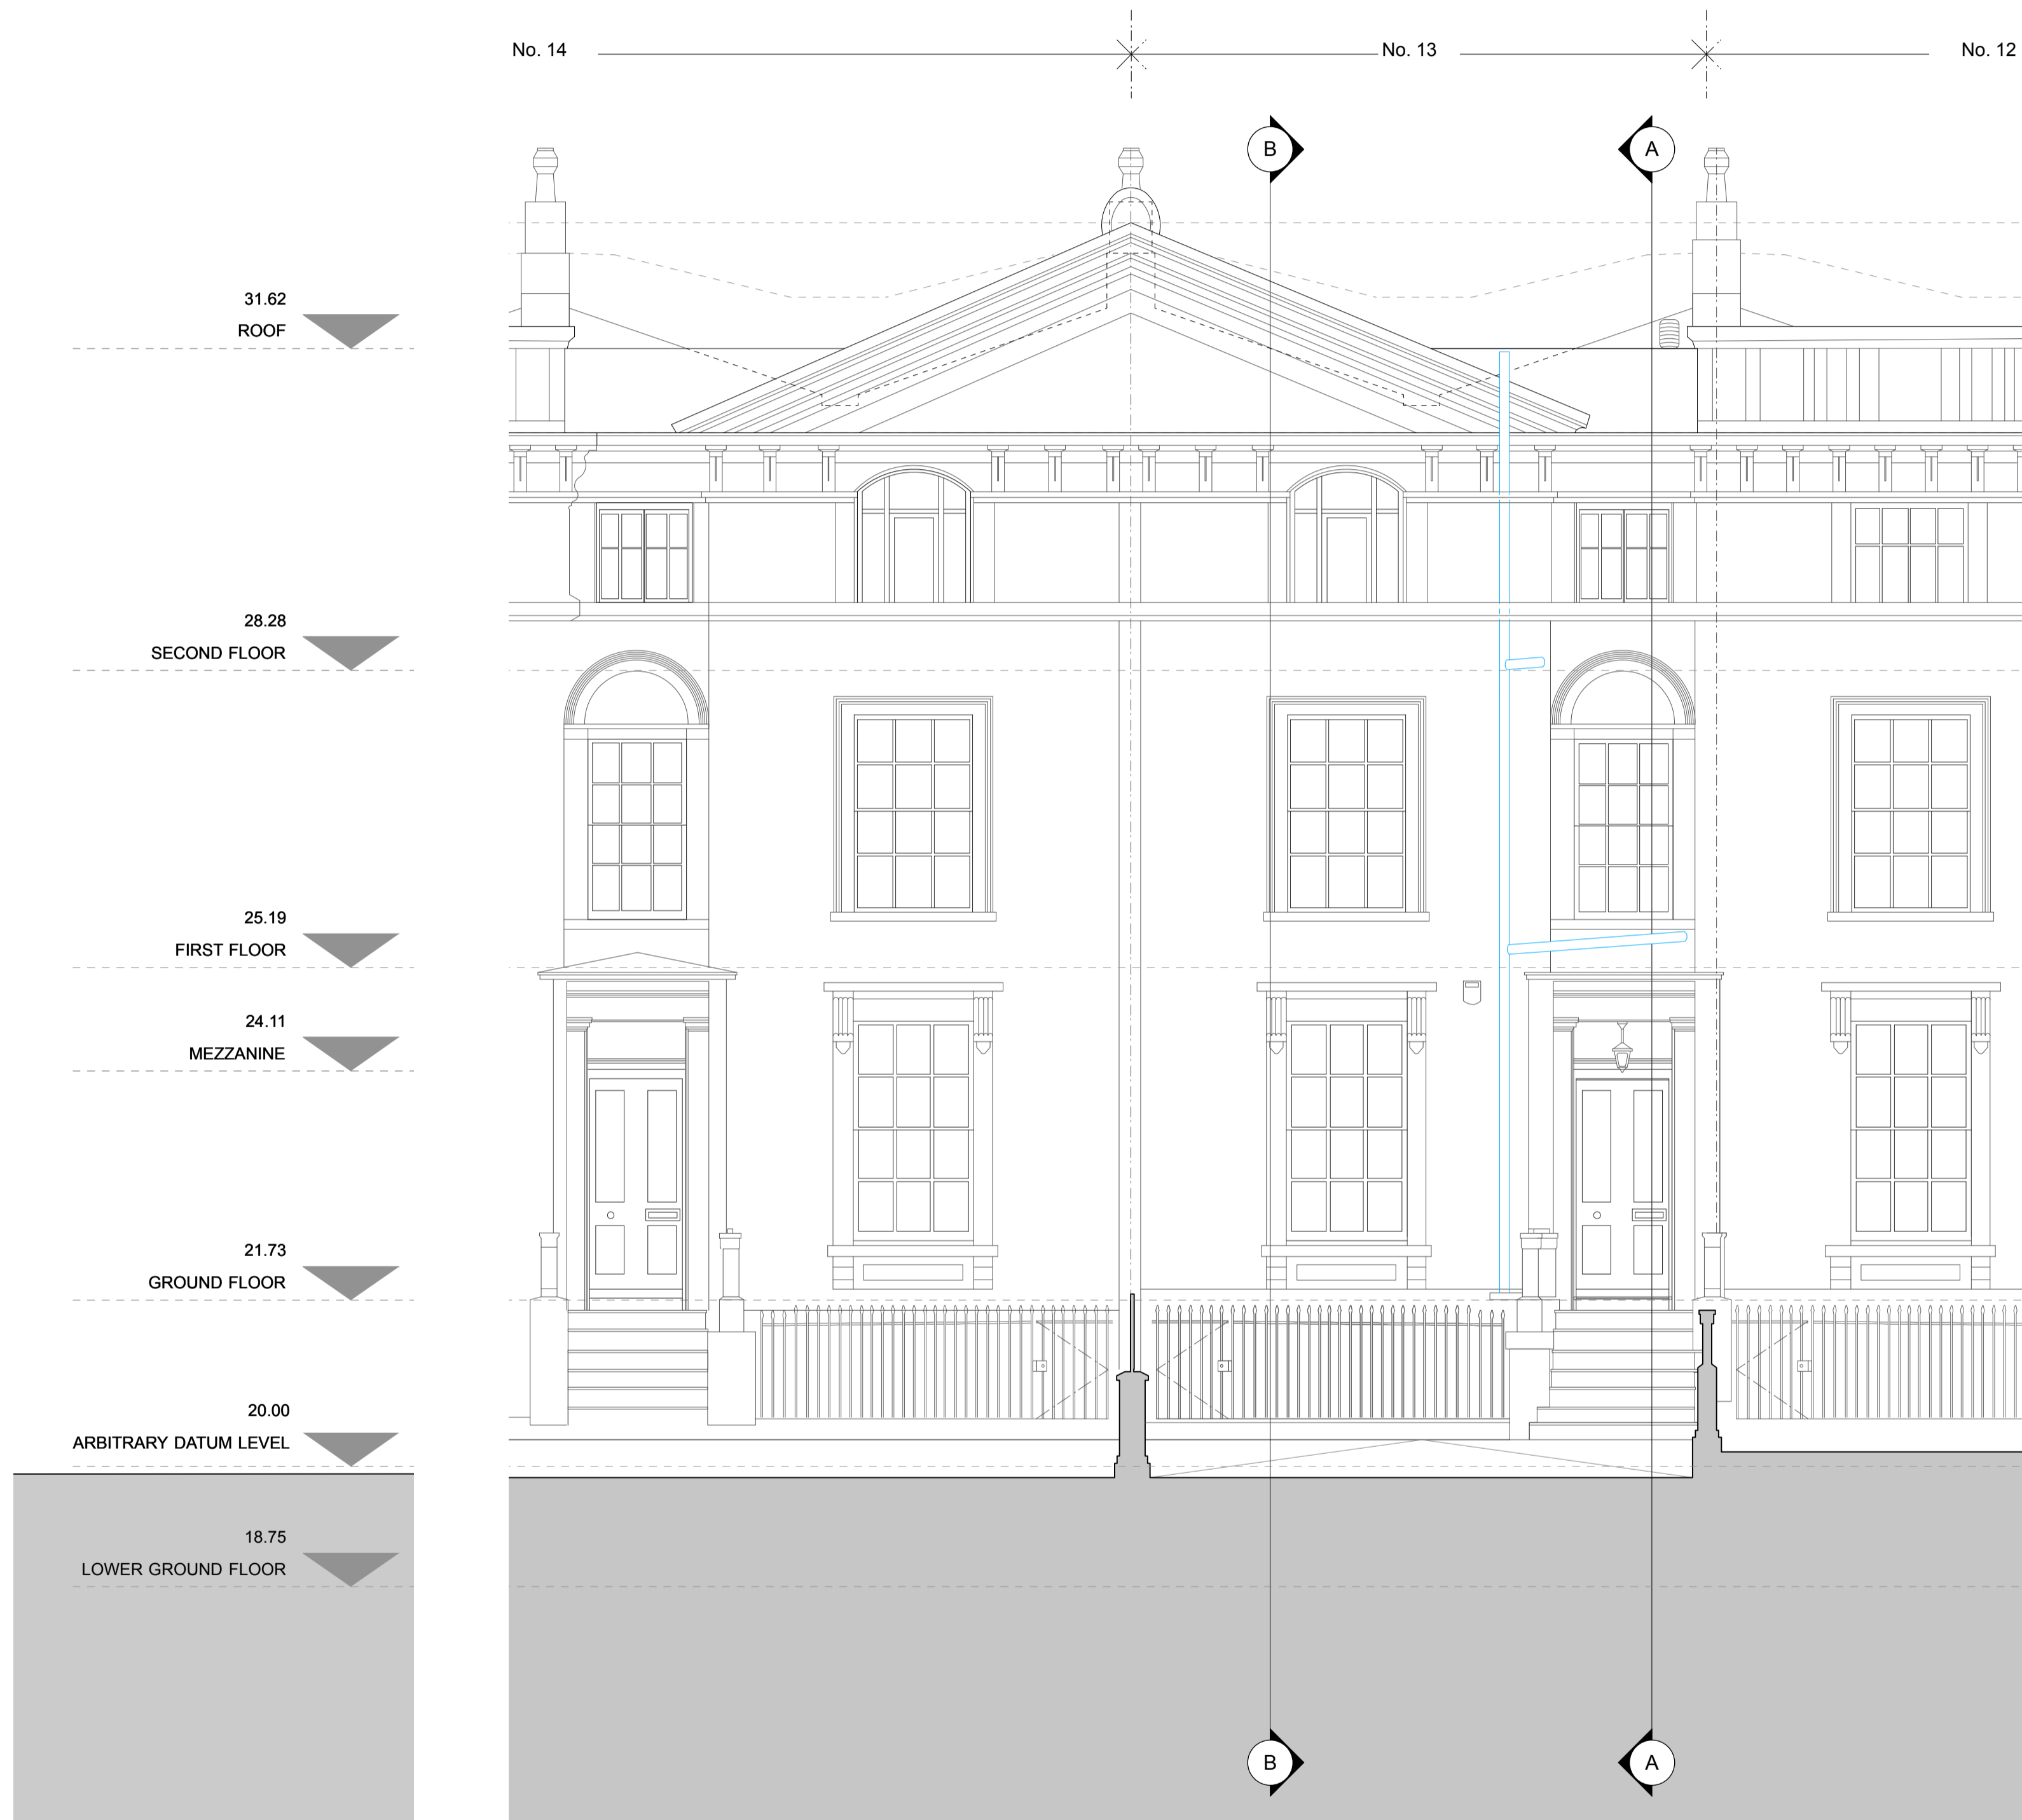 No. 14
No. 13
No. 12
B
A
31.62
ROOF
28.28
SECOND FLOOR
25.19
FIRST FLOOR
24.11
MEZZANINE
21.73
GROUND FLOOR
20.00
ARBITRARY DATUM LEVEL
18.75
LOWER GROUND FLOOR
B
A